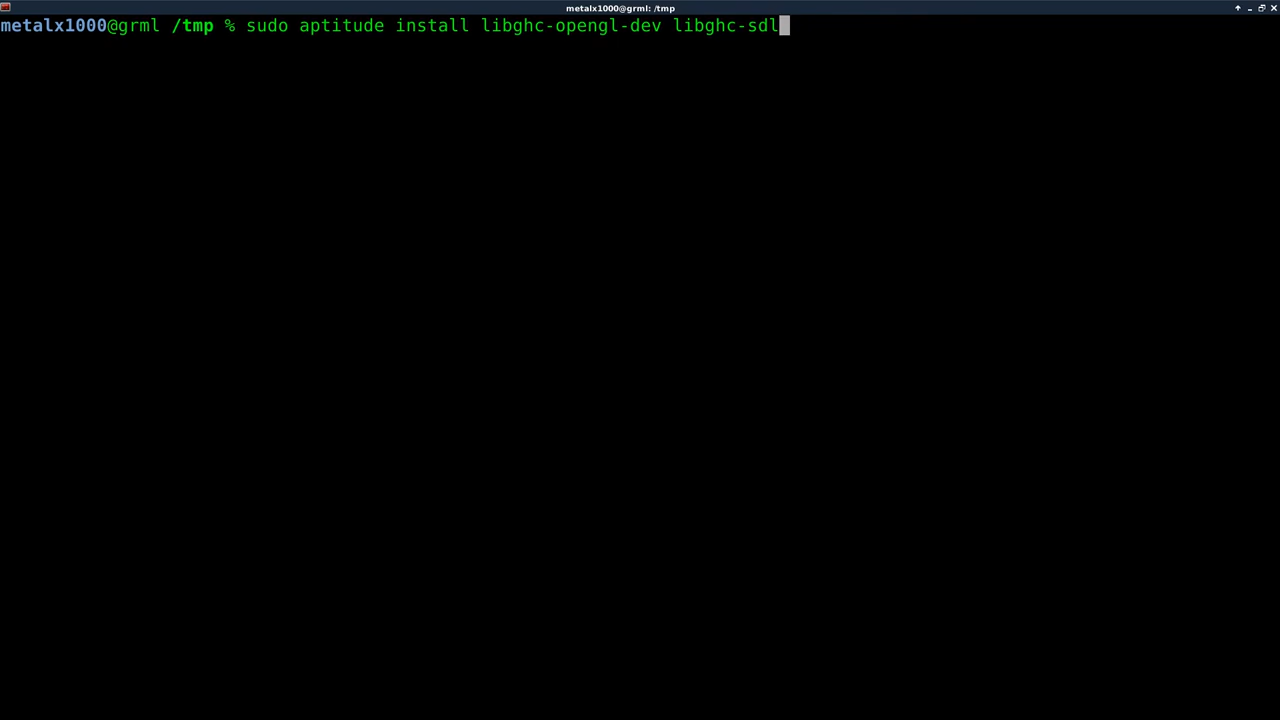 metalx1000@grml: /tmp
metalx1000@grml /tmp % sudo aptitude install libghc-opengl-dev libghc-sdl